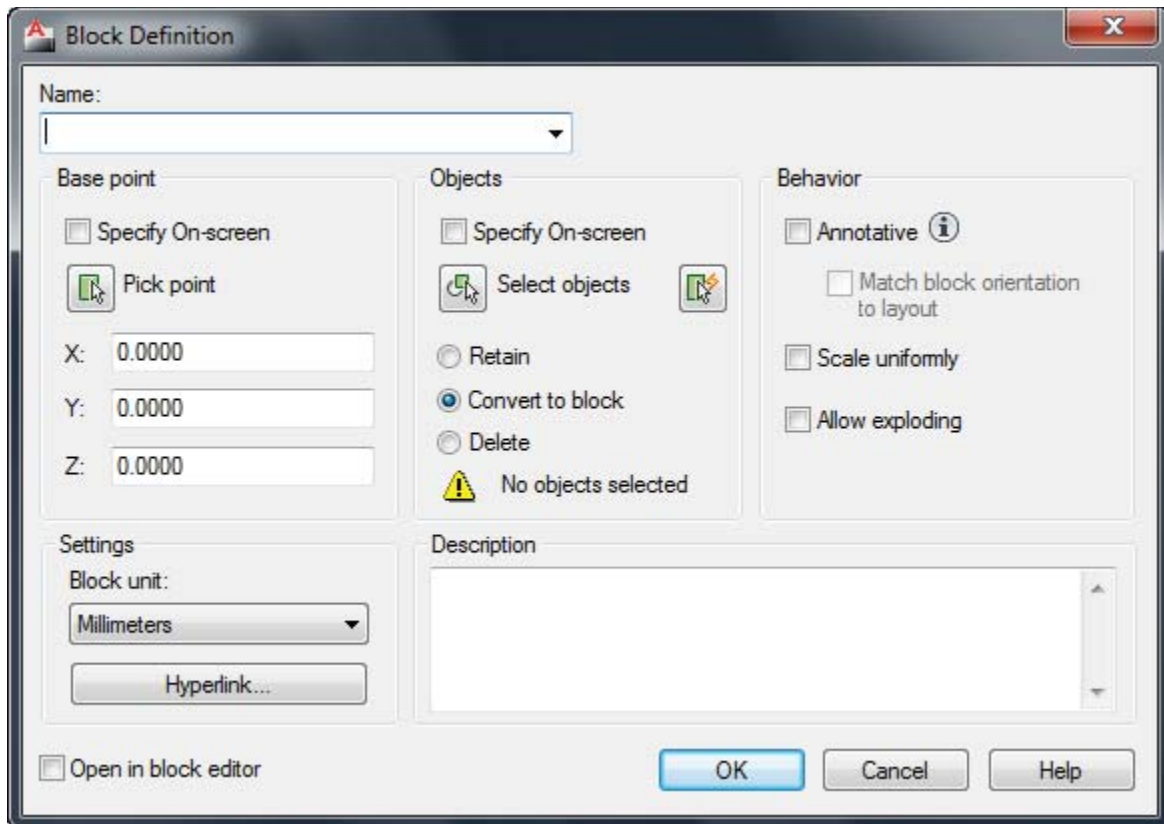 Block Definition
Name:
Base point
Specify On-screen
Pick point
X: 0.0000
Y: 0.0000
Z: 0.0000
Objects
Specify On-screen
Select objects
Retain
Convert to block
Delete
No objects selected
Behavior
Annotative
Match block orientation
to layout
Scale uniformly
Allow exploding
Settings
Block unit:
Millimeters
Hyperlink...
Description
Open in block editor
OK Cancel Help